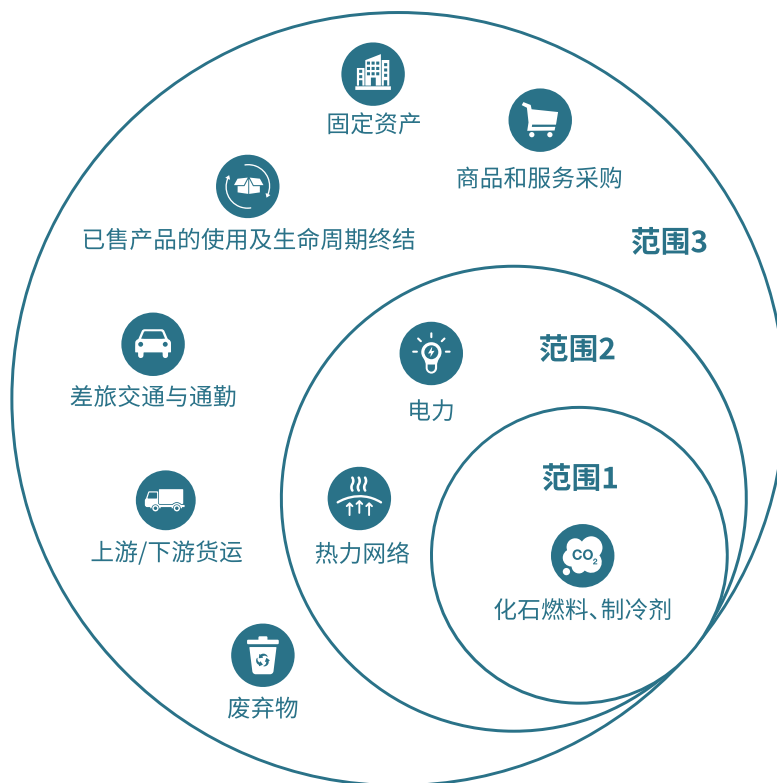 固定资产
商品和服务采购
已售产品的使用及生命周期终结
范围3
差旅交通与通勤
范围2
电力
范围1
上游/下游货运
热力网络
CO2
化石燃料、制冷剂
废弃物